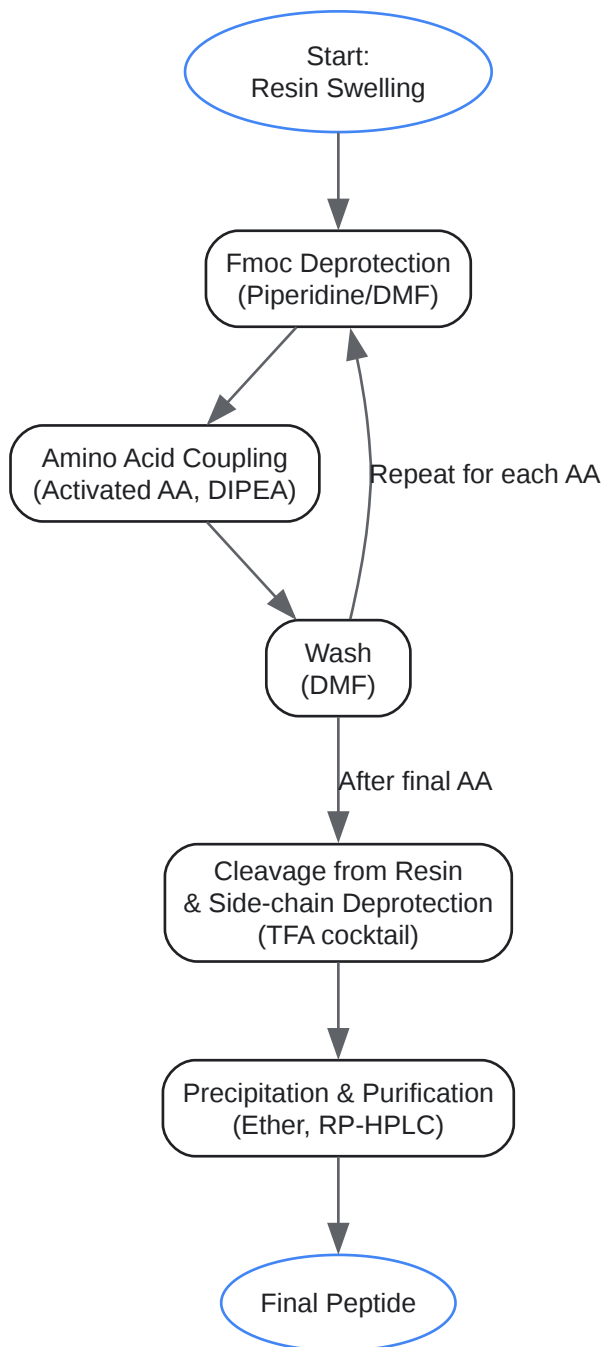 Start:
Resin Swelling
Fmoc Deprotection
(Piperidine/DMF)
Amino Acid Coupling
(Activated AA, DIPEA)
Repeat for each AA
Wash
(DMF)
After final AA
Cleavage from Resin
& Side-chain Deprotection
(TFA cocktail)
Precipitation & Purification
(Ether, RP-HPLC)
Final Peptide